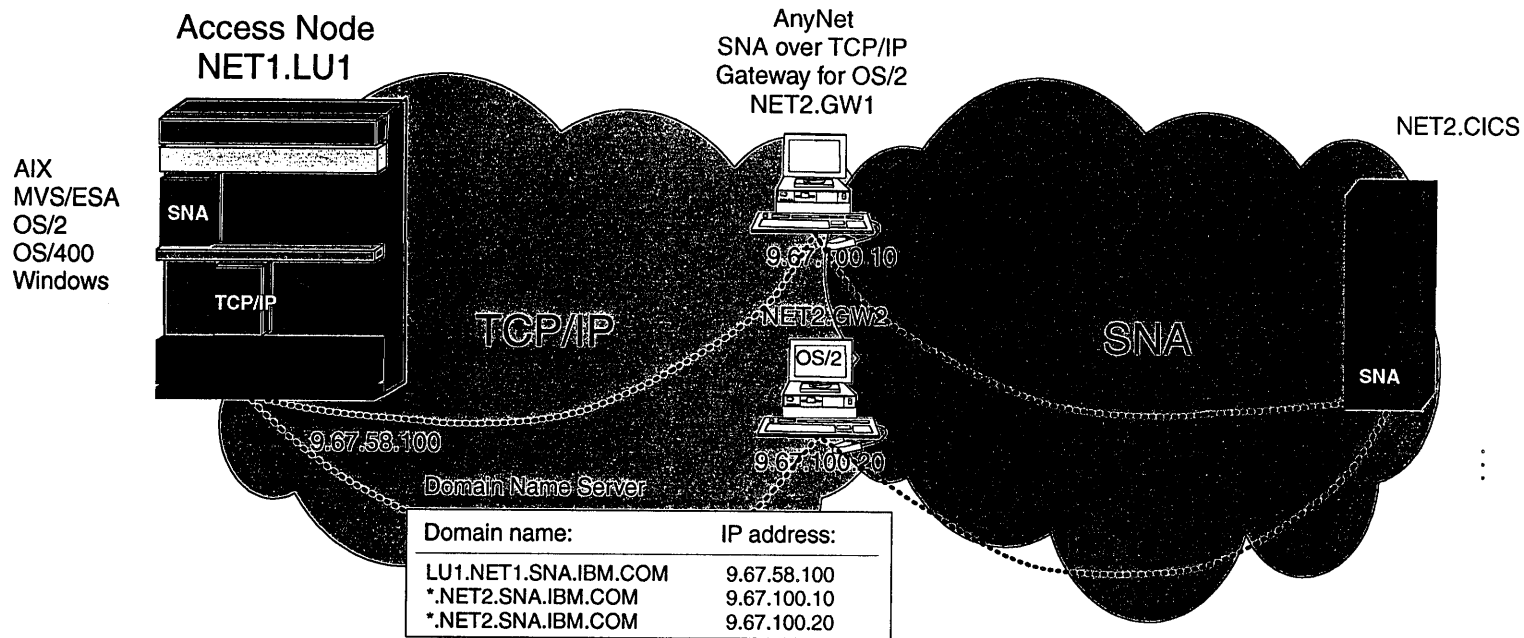 Access Node
NET1.LU1
AnyNet
SNA over TCP/IP
Gateway for OS/2
NET2.GW1
NET2.CICS
AIX
MVS/ESA
OS/2
OS/400
Windows
SNA
TCP/IP
9.67.100.10
TCP/IP
NET2.GW2
SNA
OS/2
SNA
9.67.58.100
9.67.100.20
Domain Name Server
Domain name: IP address:
LU1.NET1.SNA.IBM.COM 9.67.58.100
*.NET2.SNA.IBM.COM 9.67.100.10
*.NET2.SNA.IBM.COM 9.67.100.20